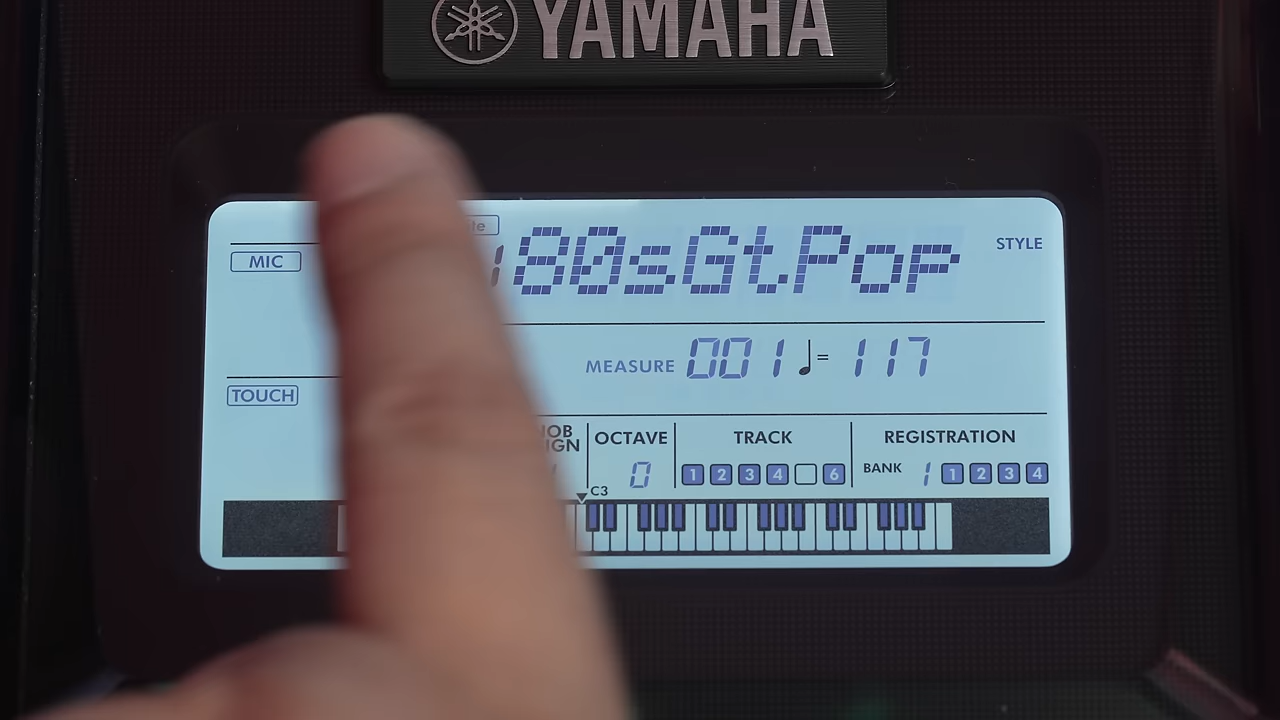 YAMAHA
80sGtPop
STYLE
MIC
MEASURE 001 ♩= 117
TOUCH
OCTAVE TRACK REGISTRATION
0 1 2 3 4 6 BANK 1 1 2 3 4
C3